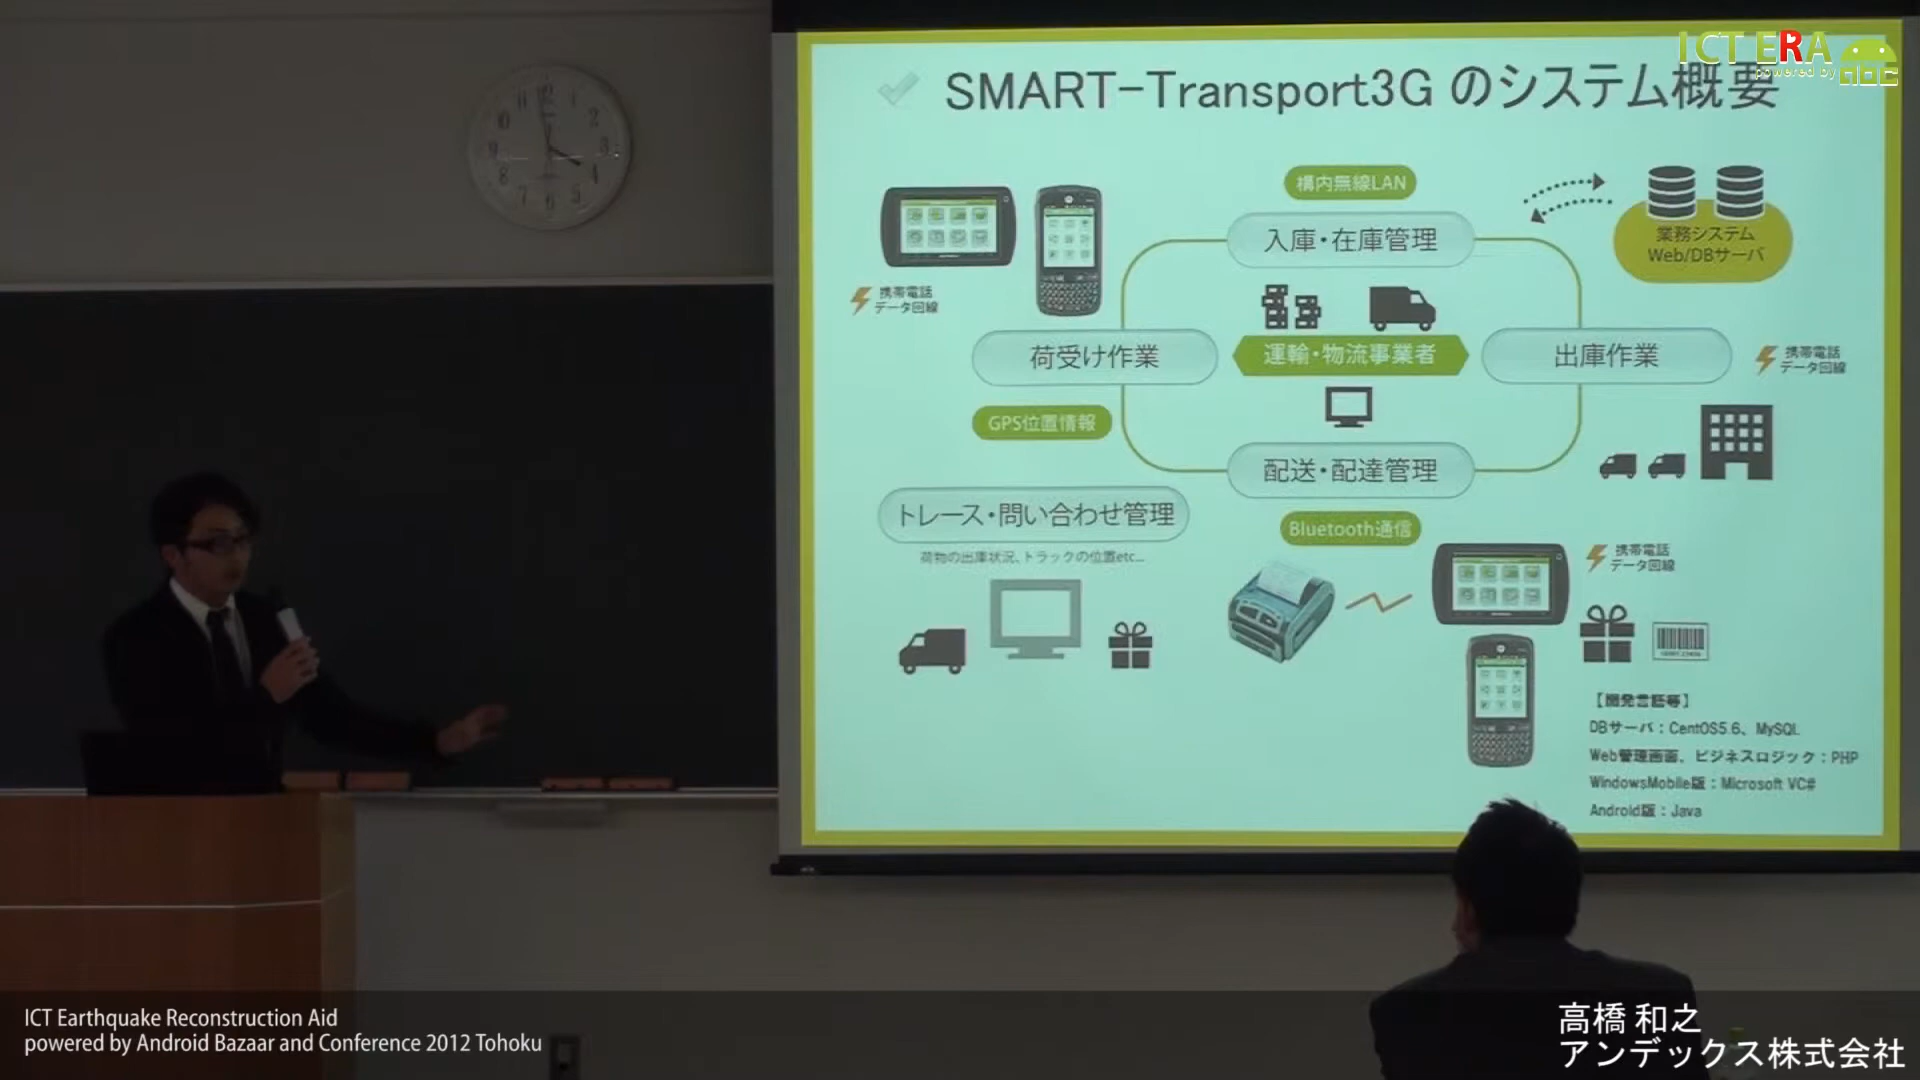 ICT ERA
powered by ABC
SMART-Transport3G のシステム概要
構内無線LAN
入庫・在庫管理
業務システム
Web/DBサーバ
携帯電話
データ回線
荷受け作業
運輸・物流事業者
出庫作業
携帯電話
データ回線
GPS位置情報
配送・配達管理
トレース・問い合わせ管理
荷物の出庫状況、トラックの位置etc...
Bluetooth通信
携帯電話
データ回線
【開発言語等】
DBサーバ：CentOS5.6、MySQL
Web管理画面、ビジネスロジック：PHP
WindowsMobile版：Microsoft VC#
Android版：Java
ICT Earthquake Reconstruction Aid
powered by Android Bazaar and Conference 2012 Tohoku
高橋 和之
アンデックス株式会社